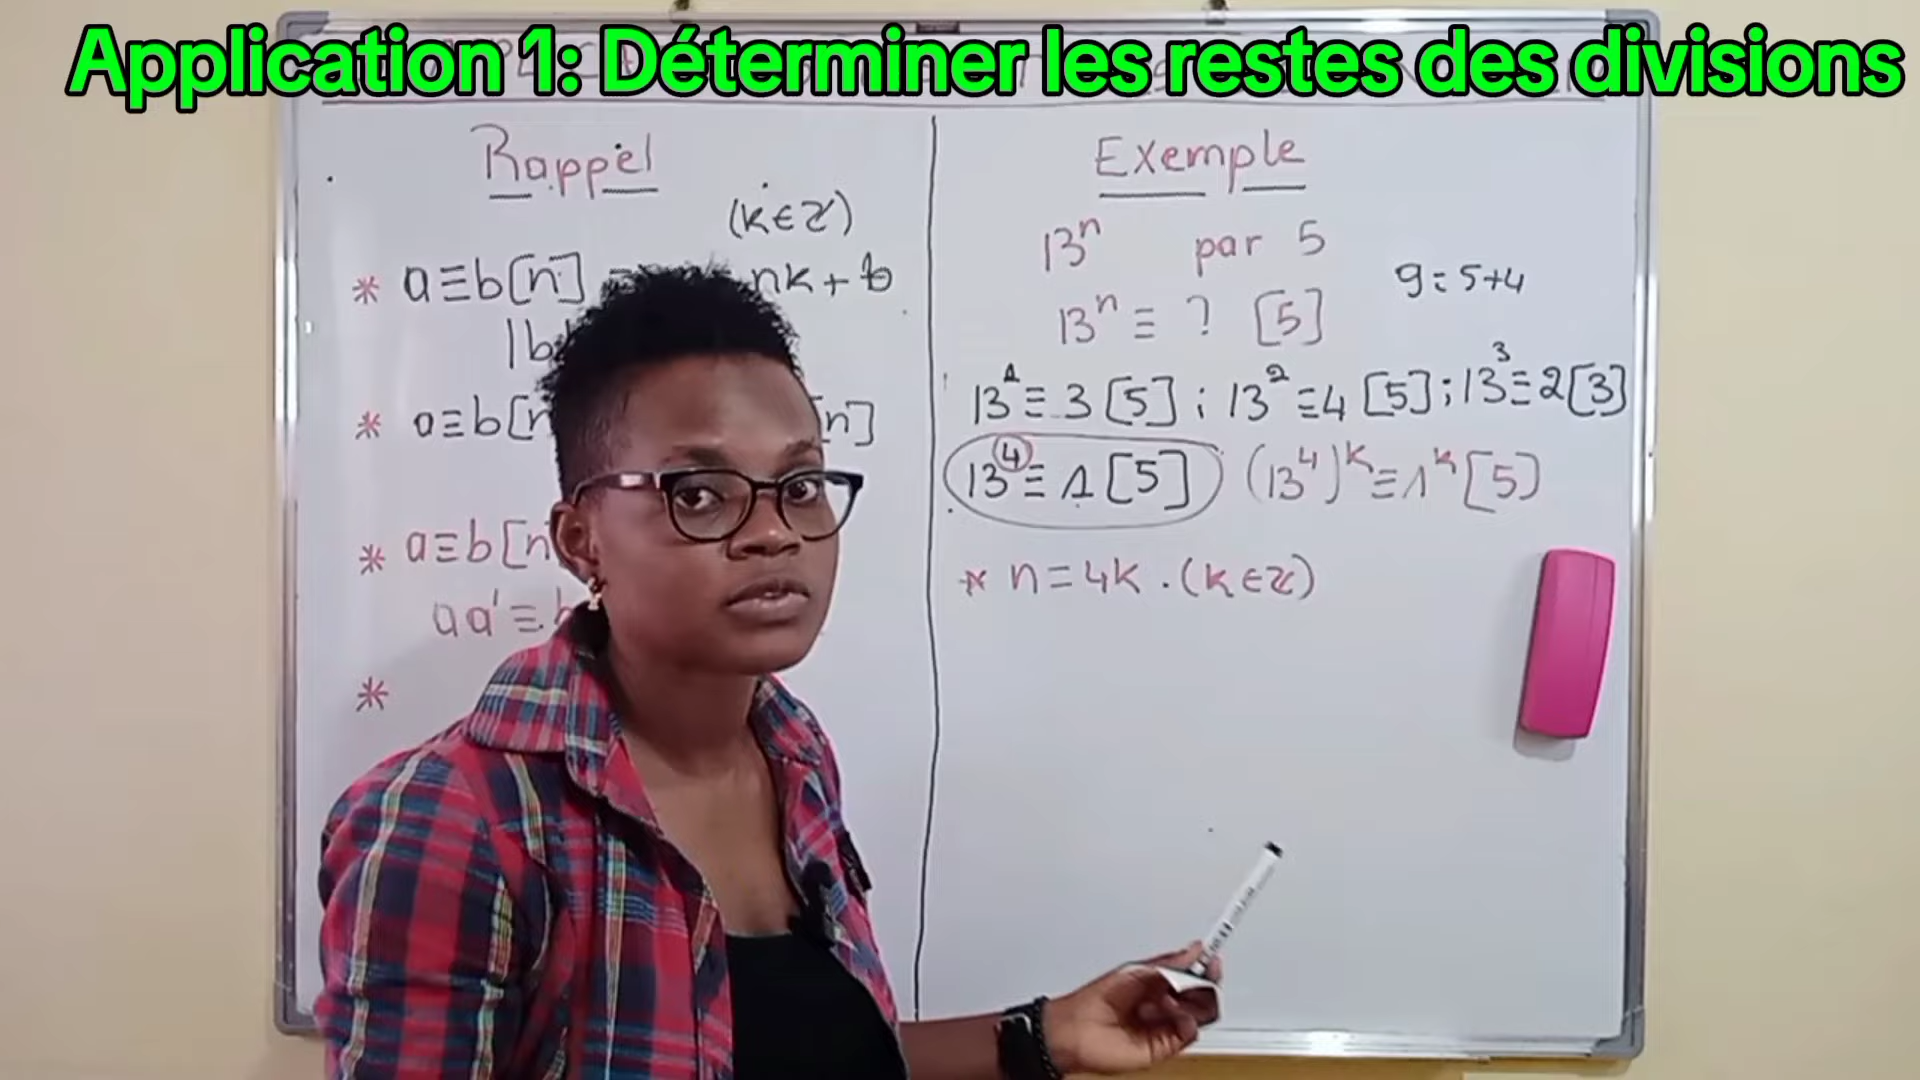 Application 1: Déterminer les restes des divisions
Rappel
(k∈Z)
* a≡b[n] nk+b
|b
* a≡b[n n]
* a≡b[n
aa'≡b
*
Exemple
13ⁿ par 5
9=5+4
13ⁿ ≡ ? [5]
13¹≡3[5] ; 13²≡4[5] ; 13³≡2[3]
13⁴≡1[5] (13⁴)ᵏ≡1ᵏ[5]
* n=4k.(k∈Z)